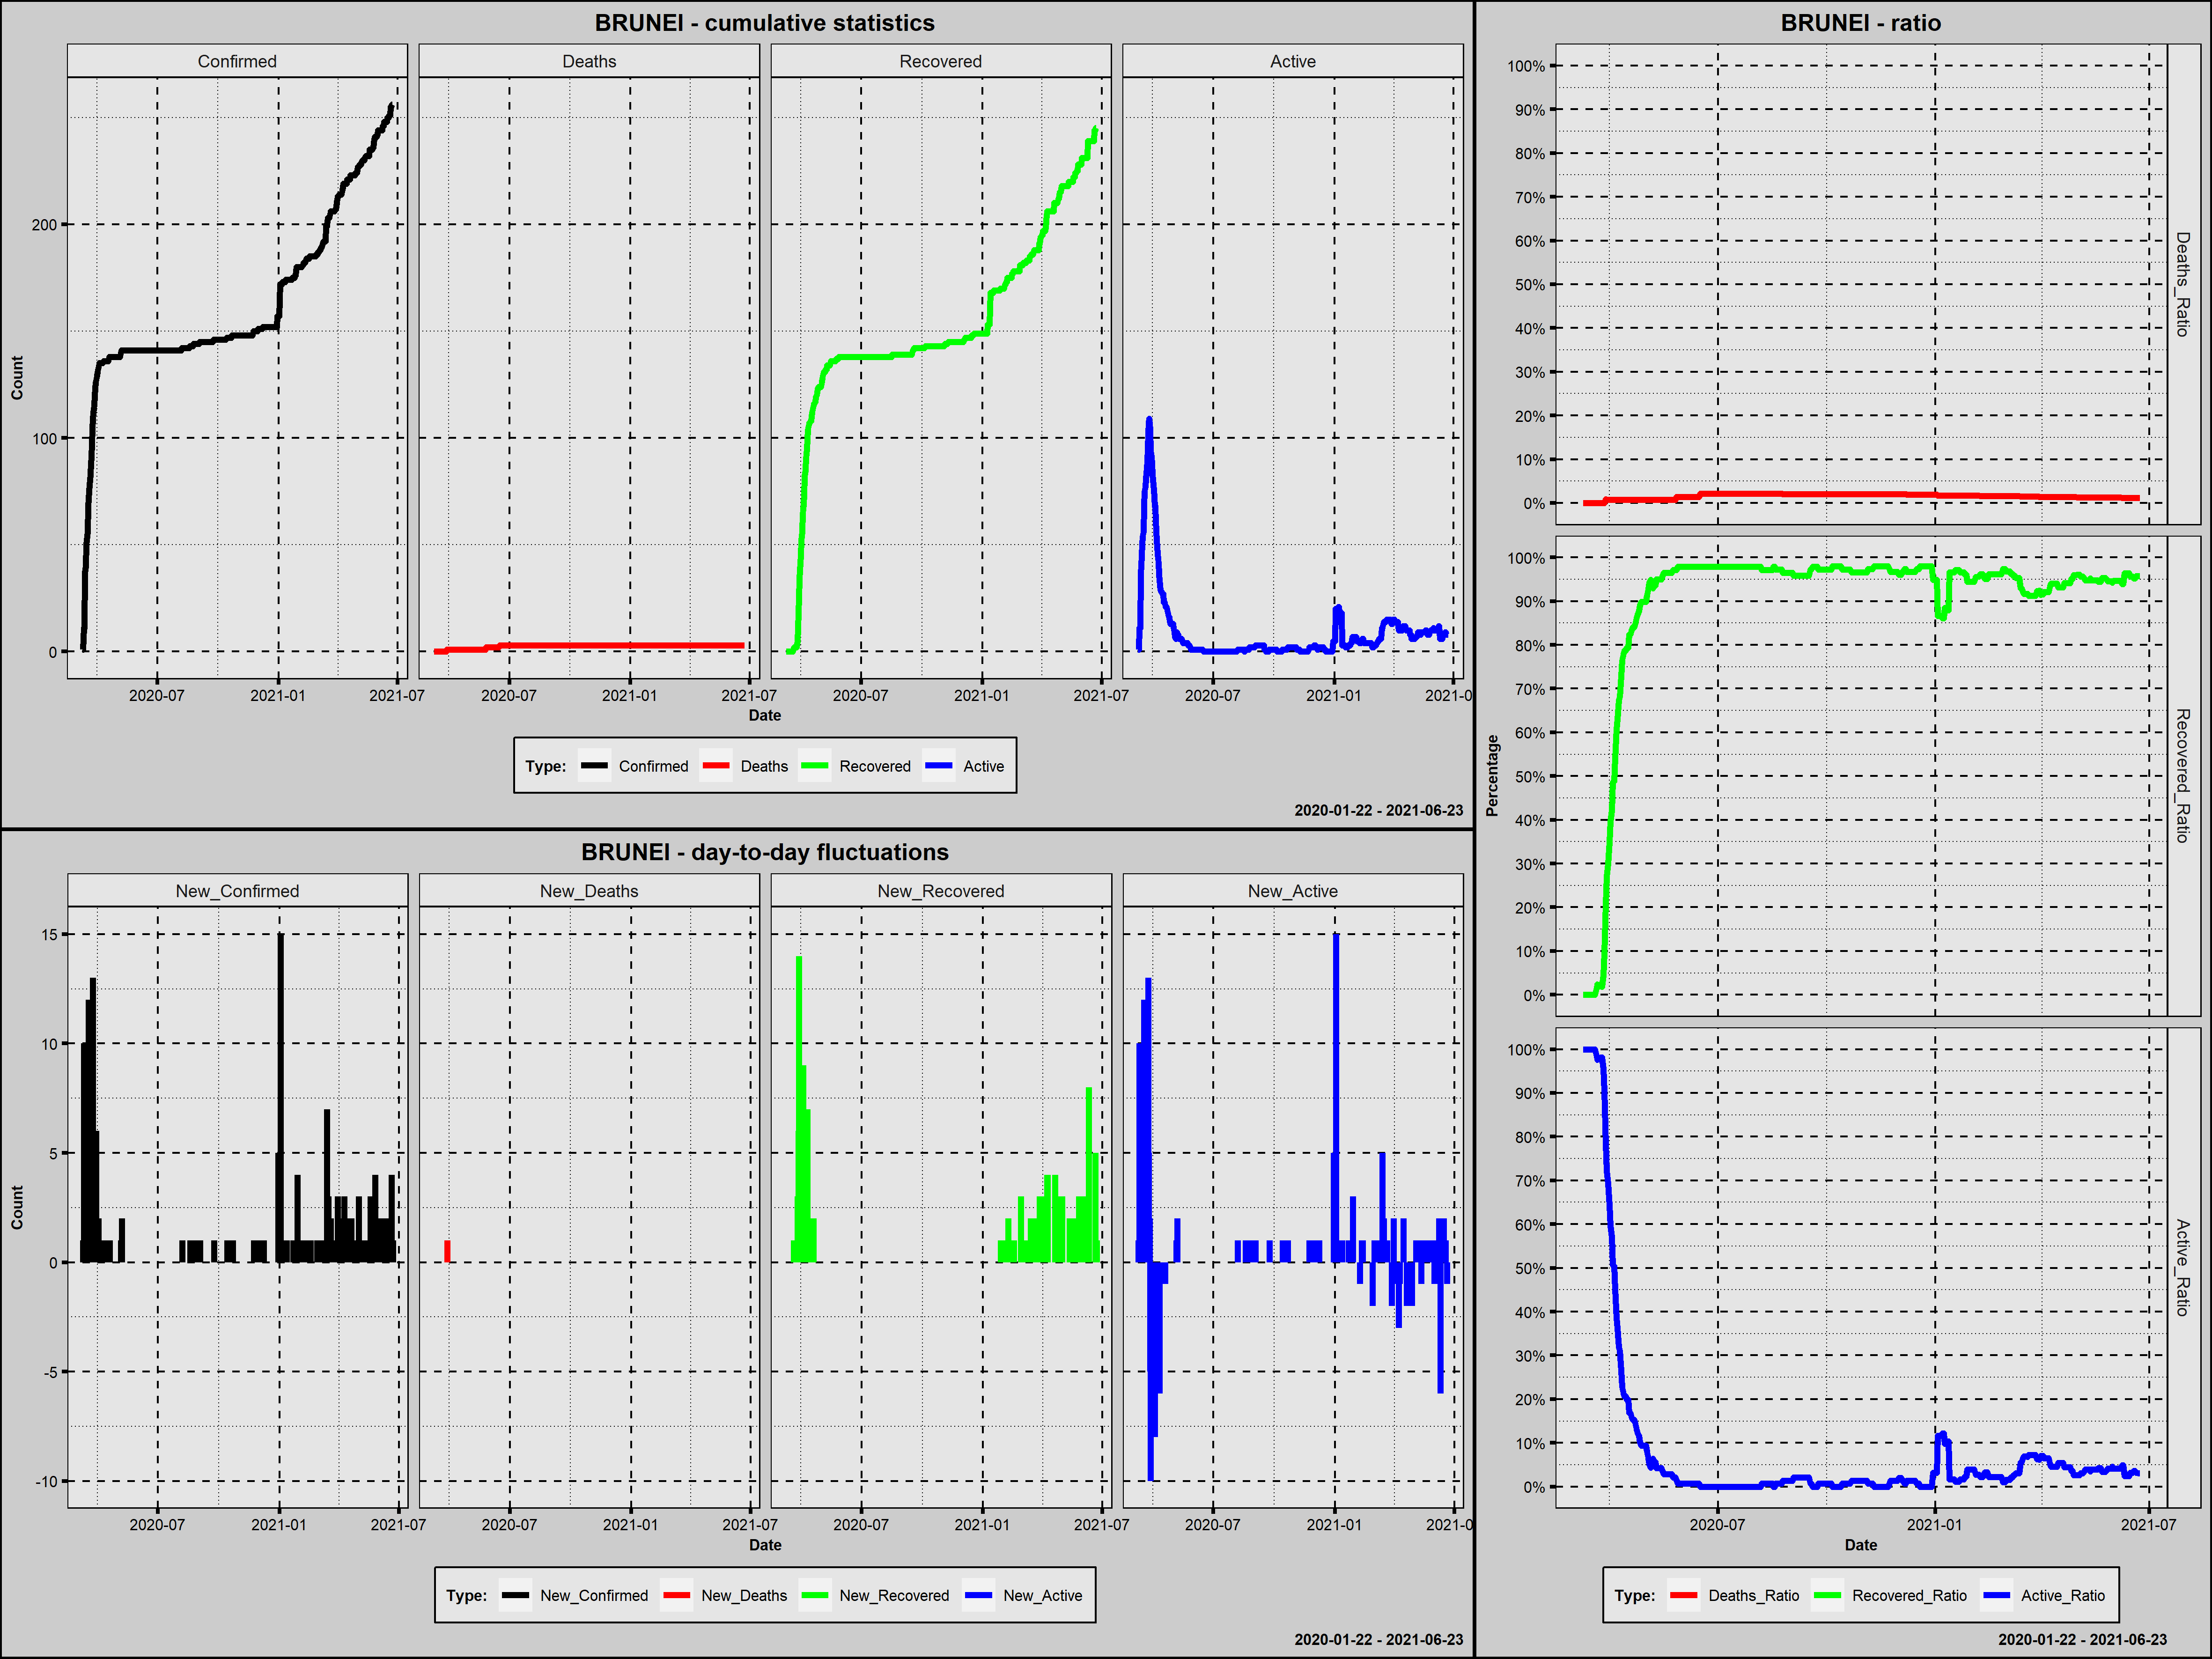 BRUNEI - cumulative statistics
Confirmed Deaths Recovered Active
Count
200
100
0
2020-07 2021-01 2021-07 2020-07 2021-01 2021-07 2020-07 2021-01 2021-07 2020-07 2021-01 2021-0
Date
Type: Confirmed Deaths Recovered Active
2020-01-22 - 2021-06-23
BRUNEI - day-to-day fluctuations
New_Confirmed New_Deaths New_Recovered New_Active
Count
15
10
5
0
-5
-10
2020-07 2021-01 2021-07 2020-07 2021-01 2021-07 2020-07 2021-01 2021-07 2020-07 2021-01 2021-0
Date
Type: New_Confirmed New_Deaths New_Recovered New_Active
2020-01-22 - 2021-06-23
BRUNEI - ratio
Percentage
100%
90%
80%
70%
60%
50%
40%
30%
20%
10%
0%
Deaths_Ratio
100%
90%
80%
70%
60%
50%
40%
30%
20%
10%
0%
Recovered_Ratio
100%
90%
80%
70%
60%
50%
40%
30%
20%
10%
0%
Active_Ratio
2020-07 2021-01 2021-07
Date
Type: Deaths_Ratio Recovered_Ratio Active_Ratio
2020-01-22 - 2021-06-23